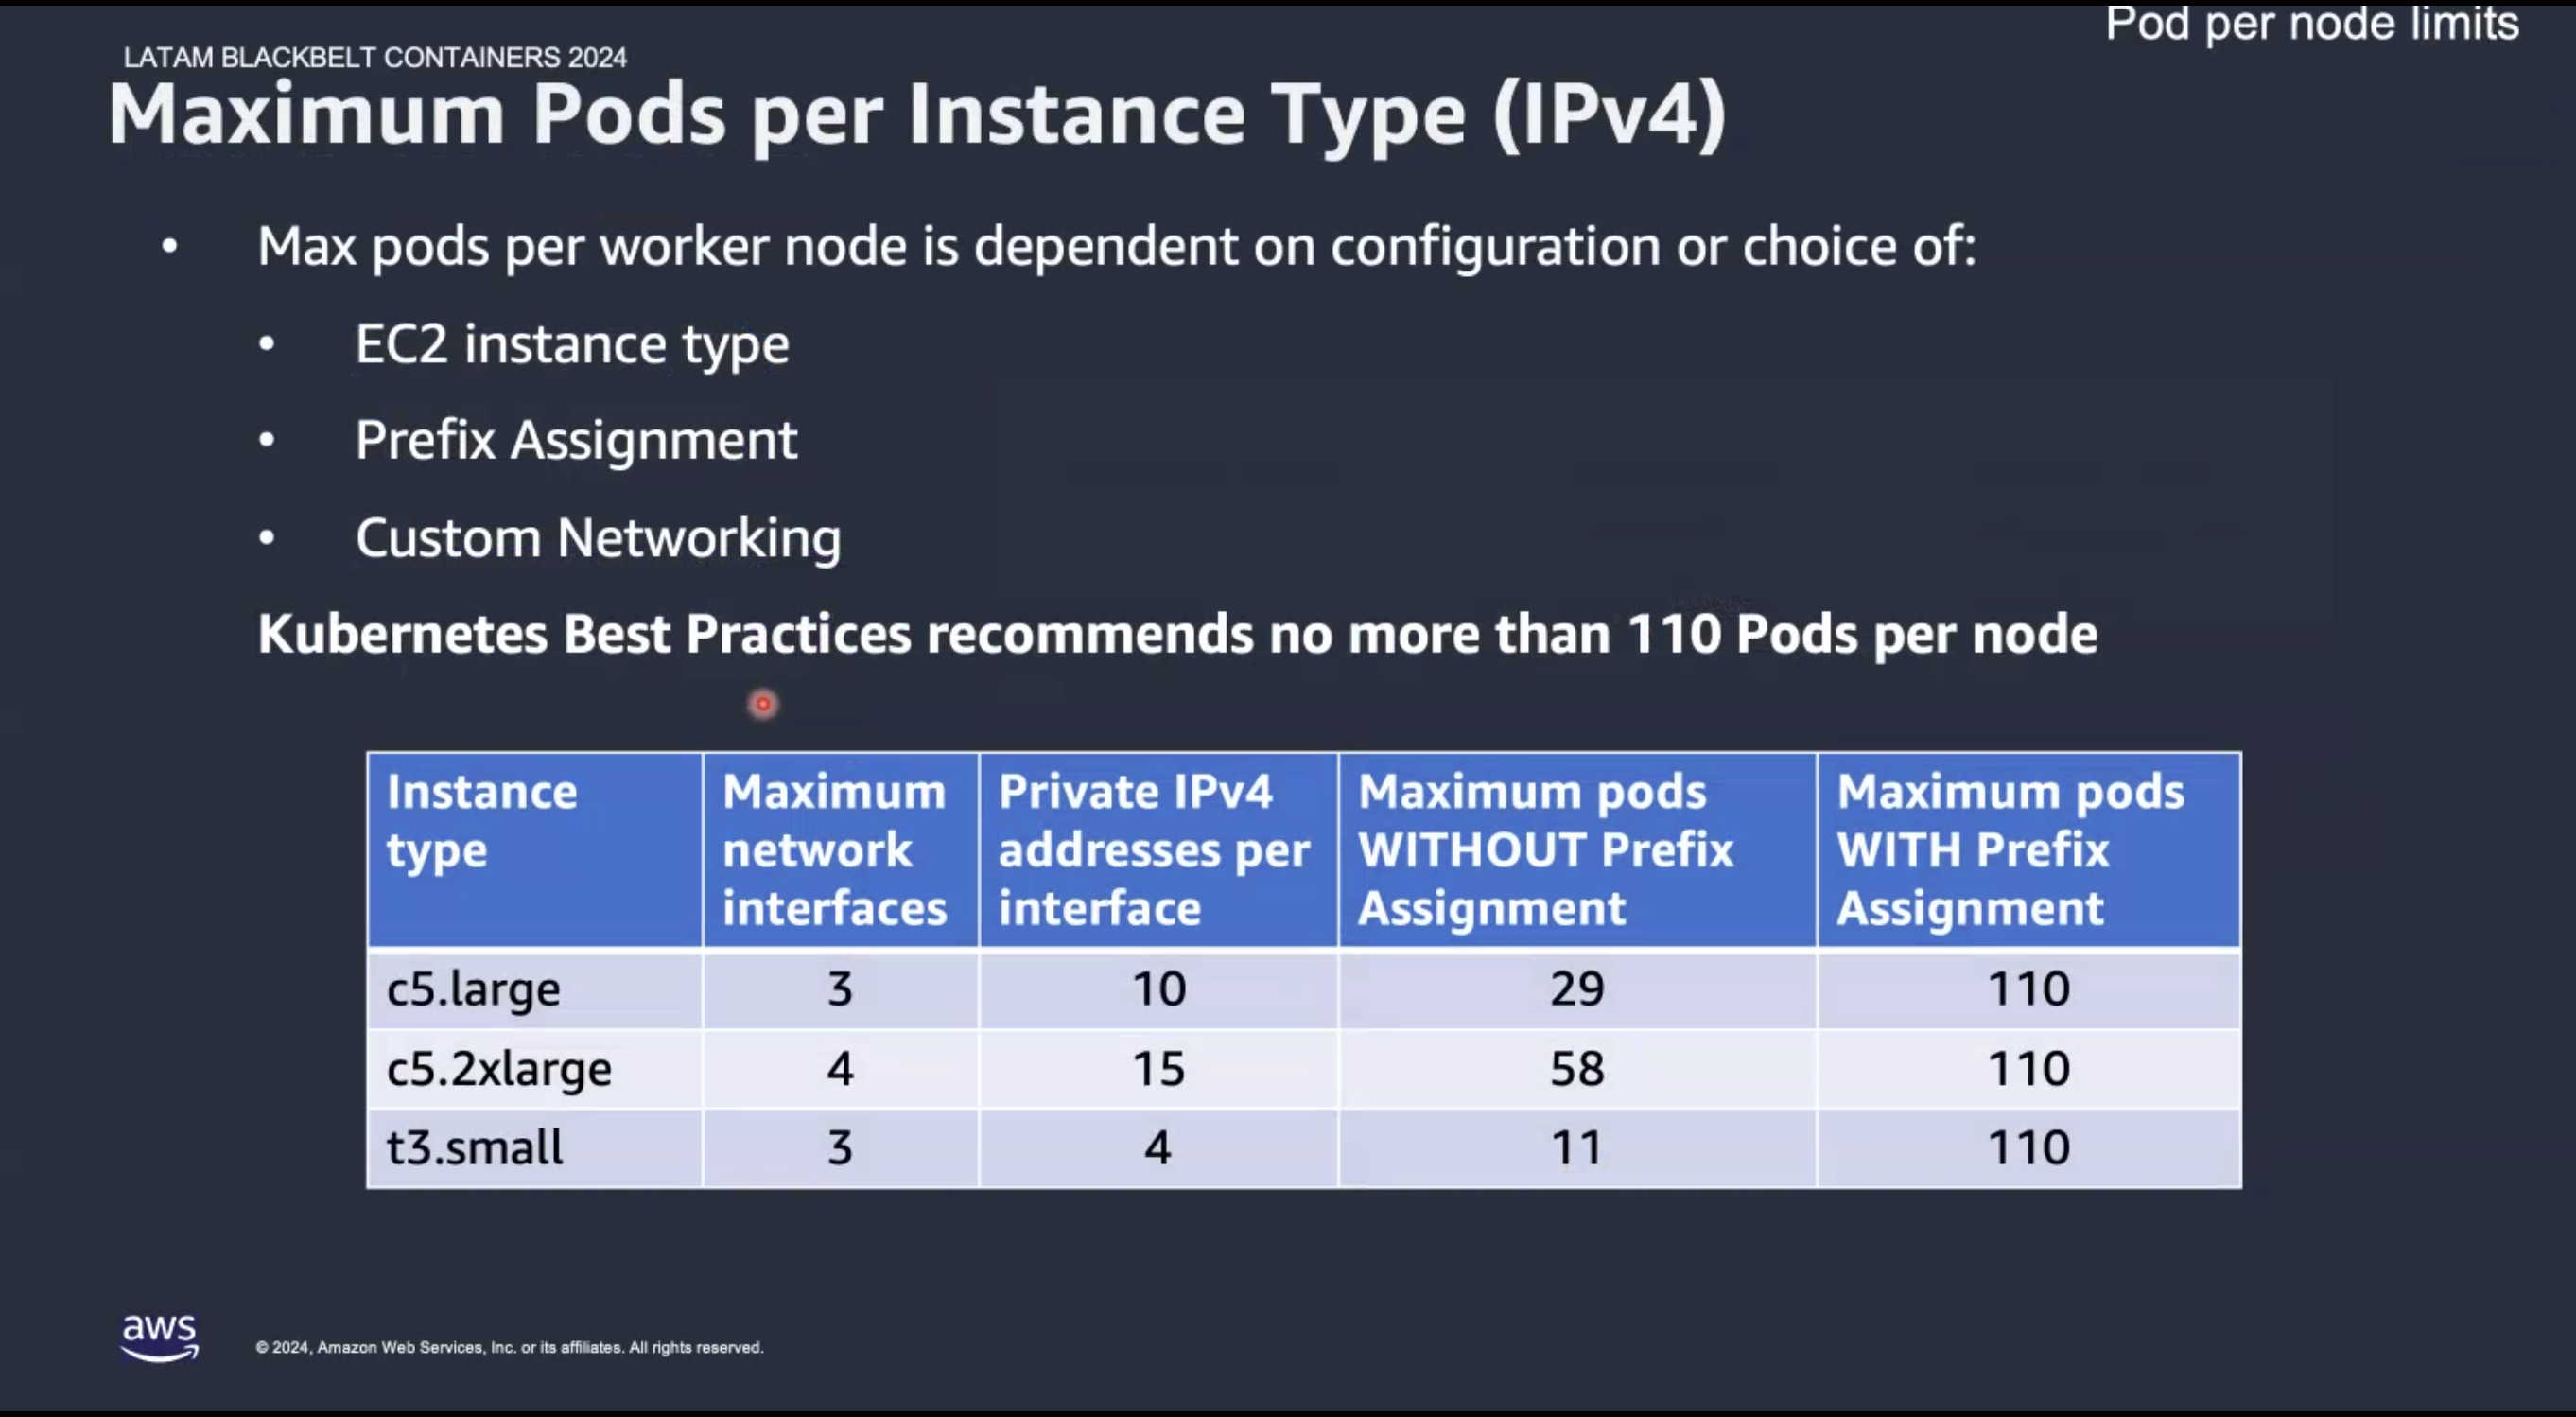 Pod per node limits
LATAM BLACKBELT CONTAINERS 2024
Maximum Pods per Instance Type (IPv4)
• Max pods per worker node is dependent on configuration or choice of:
• EC2 instance type
• Prefix Assignment
• Custom Networking
Kubernetes Best Practices recommends no more than 110 Pods per node
Instance type | Maximum network interfaces | Private IPv4 addresses per interface | Maximum pods WITHOUT Prefix Assignment | Maximum pods WITH Prefix Assignment
c5.large | 3 | 10 | 29 | 110
c5.2xlarge | 4 | 15 | 58 | 110
t3.small | 3 | 4 | 11 | 110
aws
© 2024, Amazon Web Services, Inc. or its affiliates. All rights reserved.